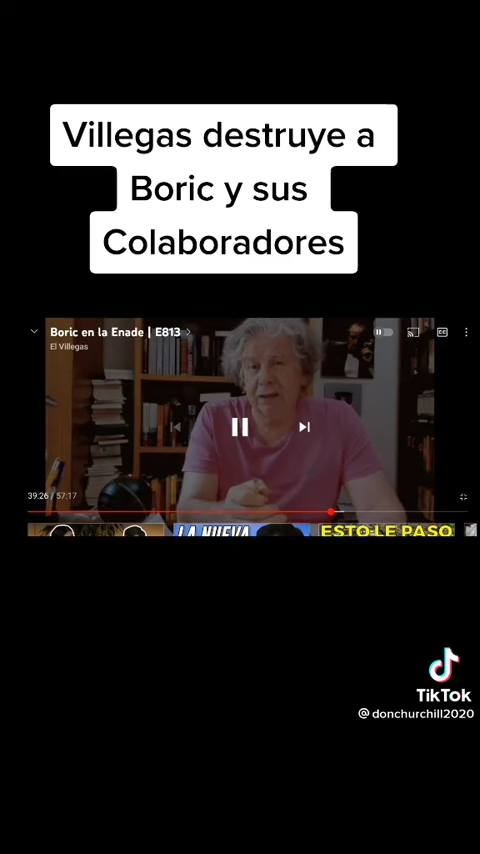 Villegas destruye a
Boric y sus
Colaboradores
Boric en la Enade | E813
El Villegas
CC
39:26 / 57:17
LA NUEVA
ESTO LE PASO
TikTok
@donchurchill2020